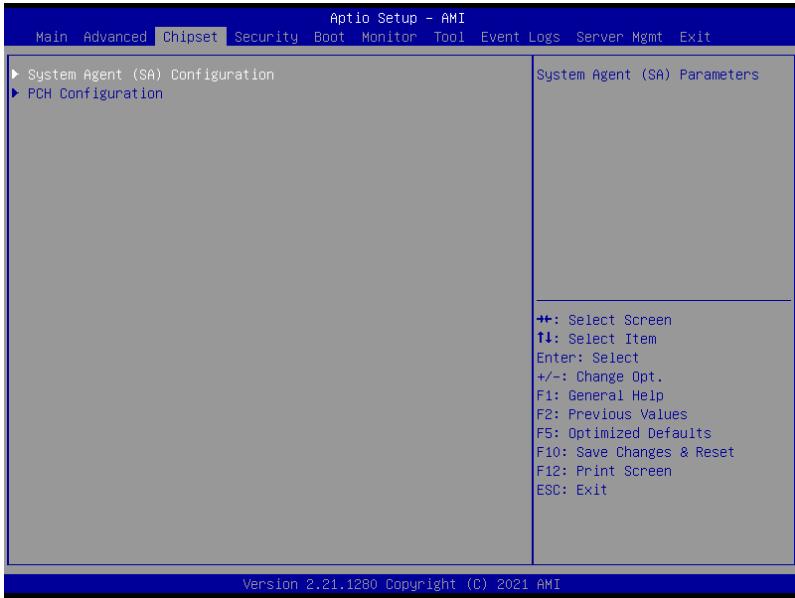 Aptio Setup – AMI
Main Advanced Chipset Security Boot Monitor Tool Event Logs Server Mgmt Exit
▶ System Agent (SA) Configuration
▶ PCH Configuration
System Agent (SA) Parameters
→←: Select Screen
↑↓: Select Item
Enter: Select
+/-: Change Opt.
F1: General Help
F2: Previous Values
F5: Optimized Defaults
F10: Save Changes & Reset
F12: Print Screen
ESC: Exit
Version 2.21.1280 Copyright (C) 2021 AMI